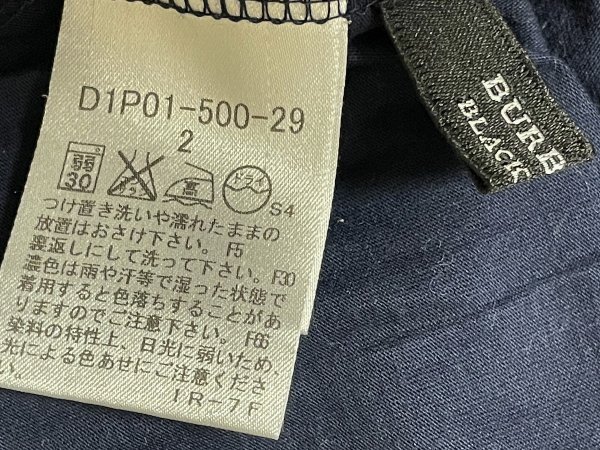 D1P01-500-29
2
弱
30
高
ドライ
S4
つけ置き洗いや濡れたままの
放置はおさけ下さい。 F5
裏返しにして洗って下さい。F30
濃色は雨や汗等で湿った状態で
着用すると色落ちすることがあ
りますのでご注意下さい。 F66
染料の特性上、日光に弱いため、
光による色あせにご注意くださ
い。
IR-7F
BURB
BLACK